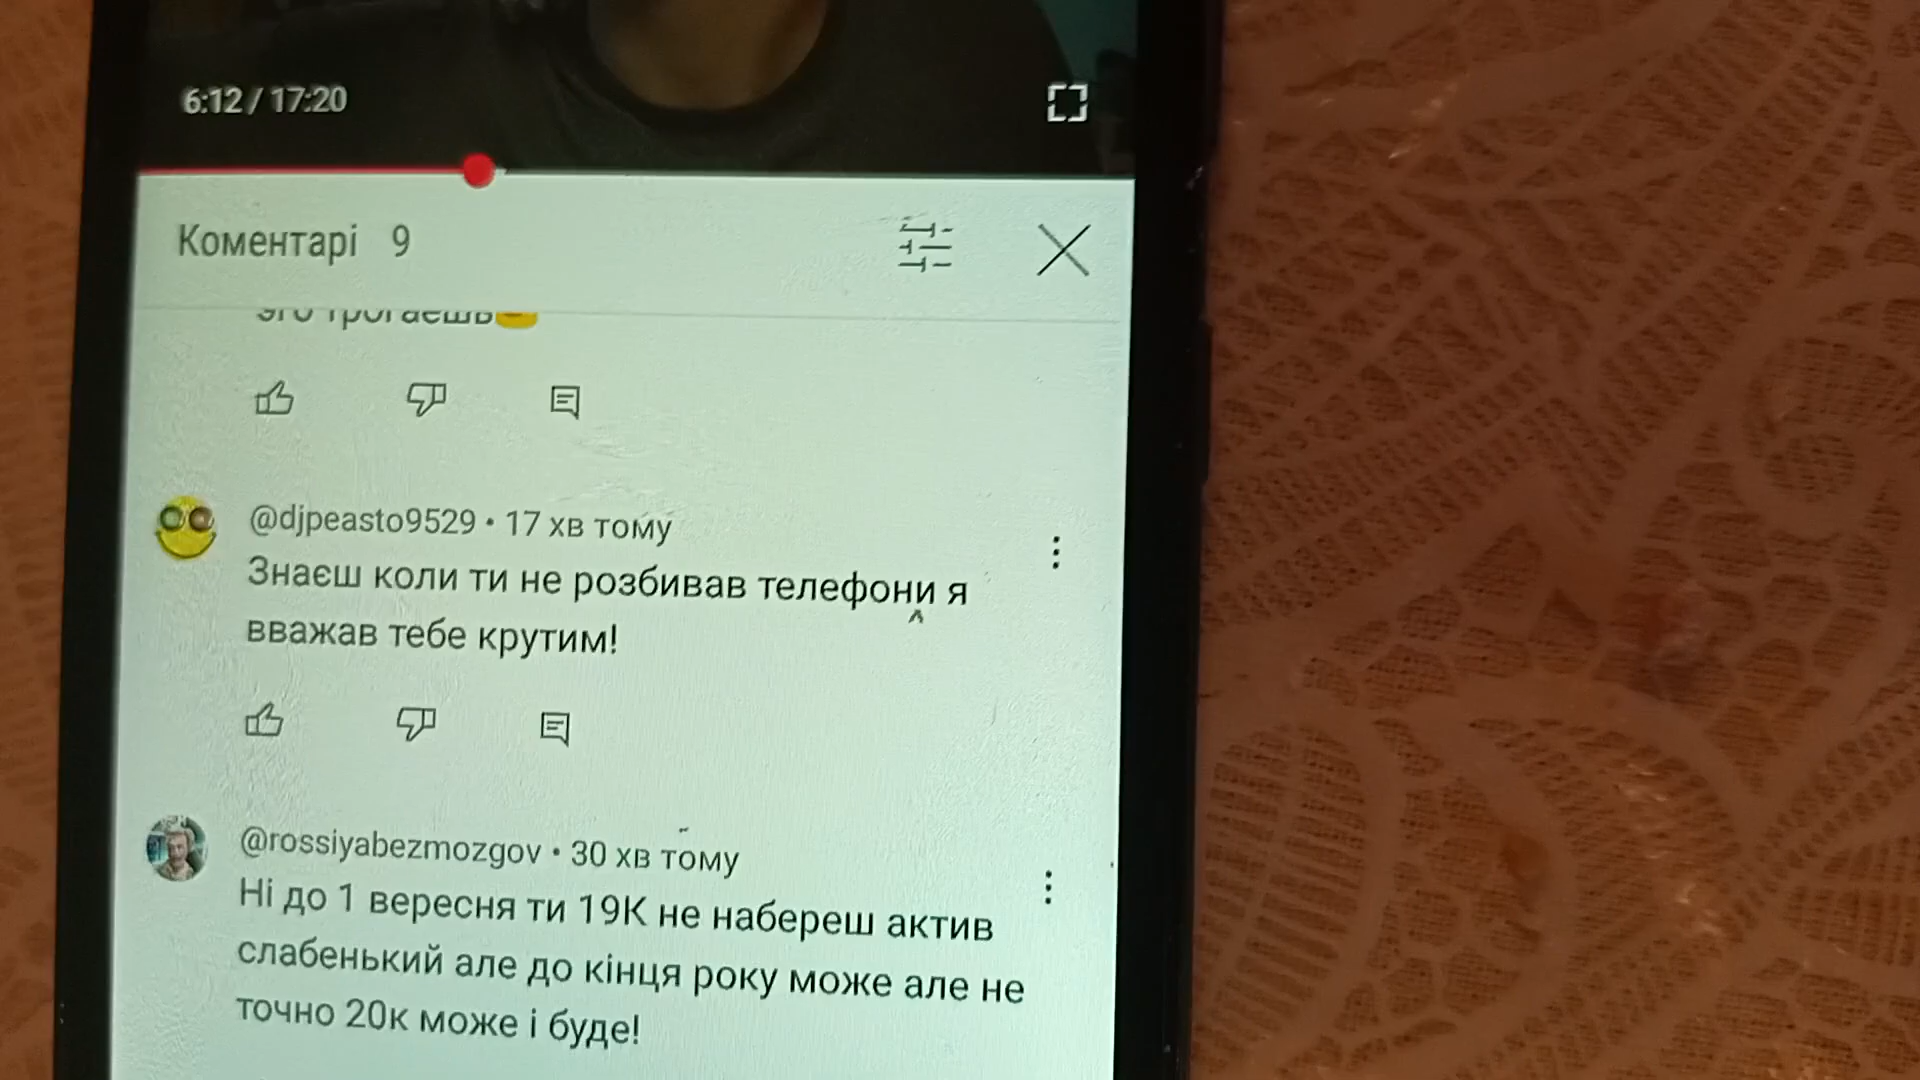 6:12 / 17:20
Коментарі 9
это трогаешь
@djpeasto9529 • 17 хв тому
Знаєш коли ти не розбивав телефони я
вважав тебе крутим!
@rossiyabezmozgov • 30 хв тому
Ні до 1 вересня ти 19К не набереш актив
слабенький але до кінця року може але не
точно 20к може і буде!